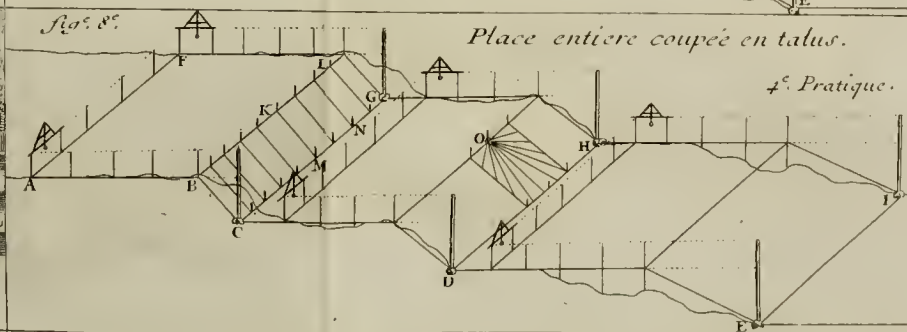 E
fig.e 8.e
Place entiere coupée en talus.
4.e Pratique.
F
L
G
K
N
O
H
M
A
B
I
C
D
E